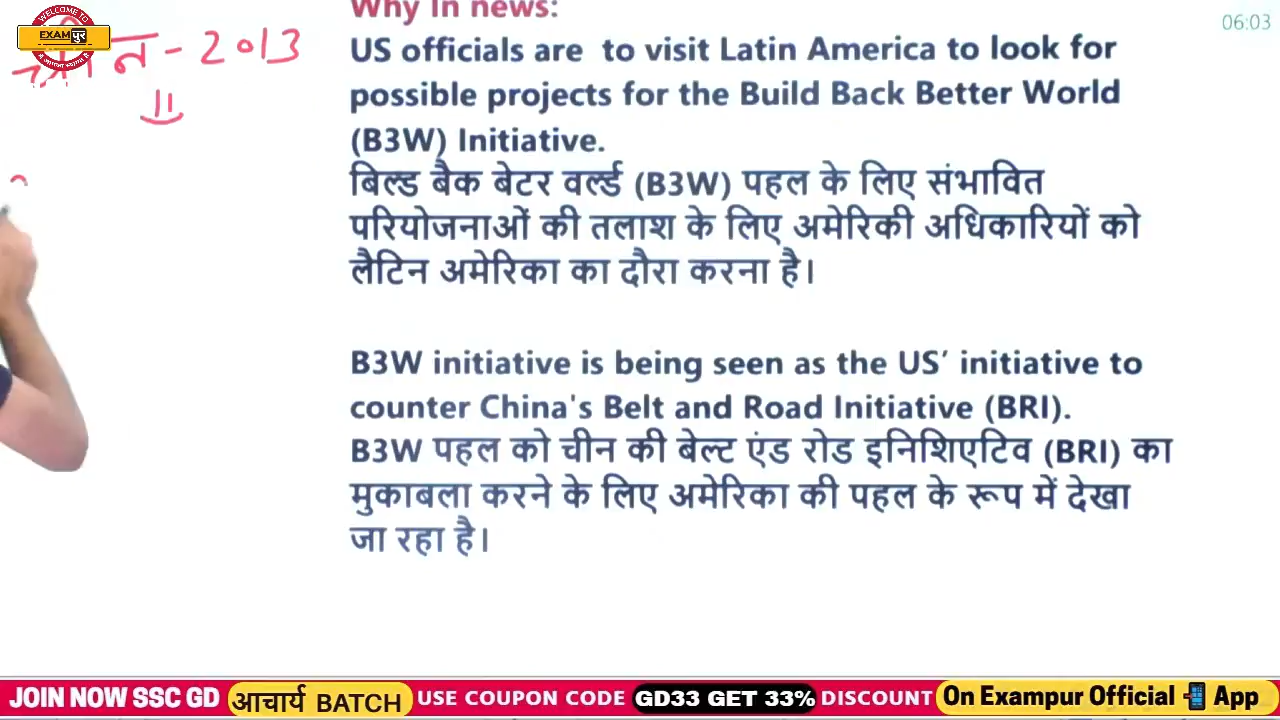 Why In news:
06:03
WELCOME TO
EXAM पुर
न - 2013
US officials are to visit Latin America to look for
possible projects for the Build Back Better World
(B3W) Initiative.
बिल्ड बैक बेटर वर्ल्ड (B3W) पहल के लिए संभावित
परियोजनाओं की तलाश के लिए अमेरिकी अधिकारियों को
लैटिन अमेरिका का दौरा करना है।
B3W initiative is being seen as the US’ initiative to
counter China's Belt and Road Initiative (BRI).
B3W पहल को चीन की बेल्ट एंड रोड इनिशिएटिव (BRI) का
मुकाबला करने के लिए अमेरिका की पहल के रूप में देखा
जा रहा है।
JOIN NOW SSC GD आचार्य BATCH USE COUPON CODE GD33 GET 33% DISCOUNT On Exampur Official App